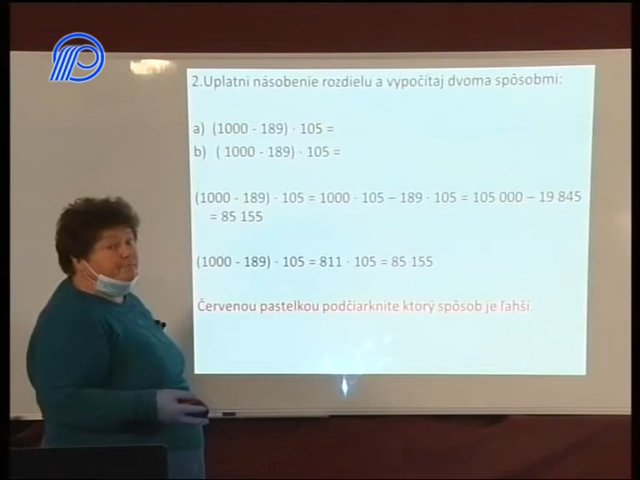 2.Uplatni násobenie rozdielu a vypočítaj dvoma spôsobmi:
a) (1000 - 189) · 105 =
b) ( 1000 - 189) · 105 =
(1000 - 189) · 105 = 1000 · 105 – 189 · 105 = 105 000 – 19 845
= 85 155
(1000 - 189) · 105 = 811 · 105 = 85 155
Červenou pastelkou podčiarknite ktorý spôsob je ľahší.